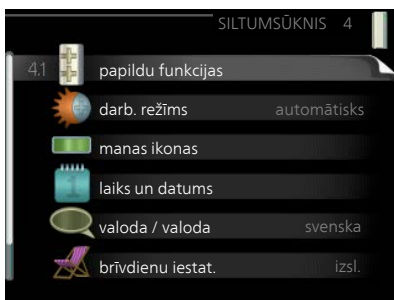 SILTUMSŪKNIS 4
4.1 papildu funkcijas
darb. režīms automātisks
manas ikonas
laiks un datums
valoda / valoda svenska
brīvdienu iestat. izsl.